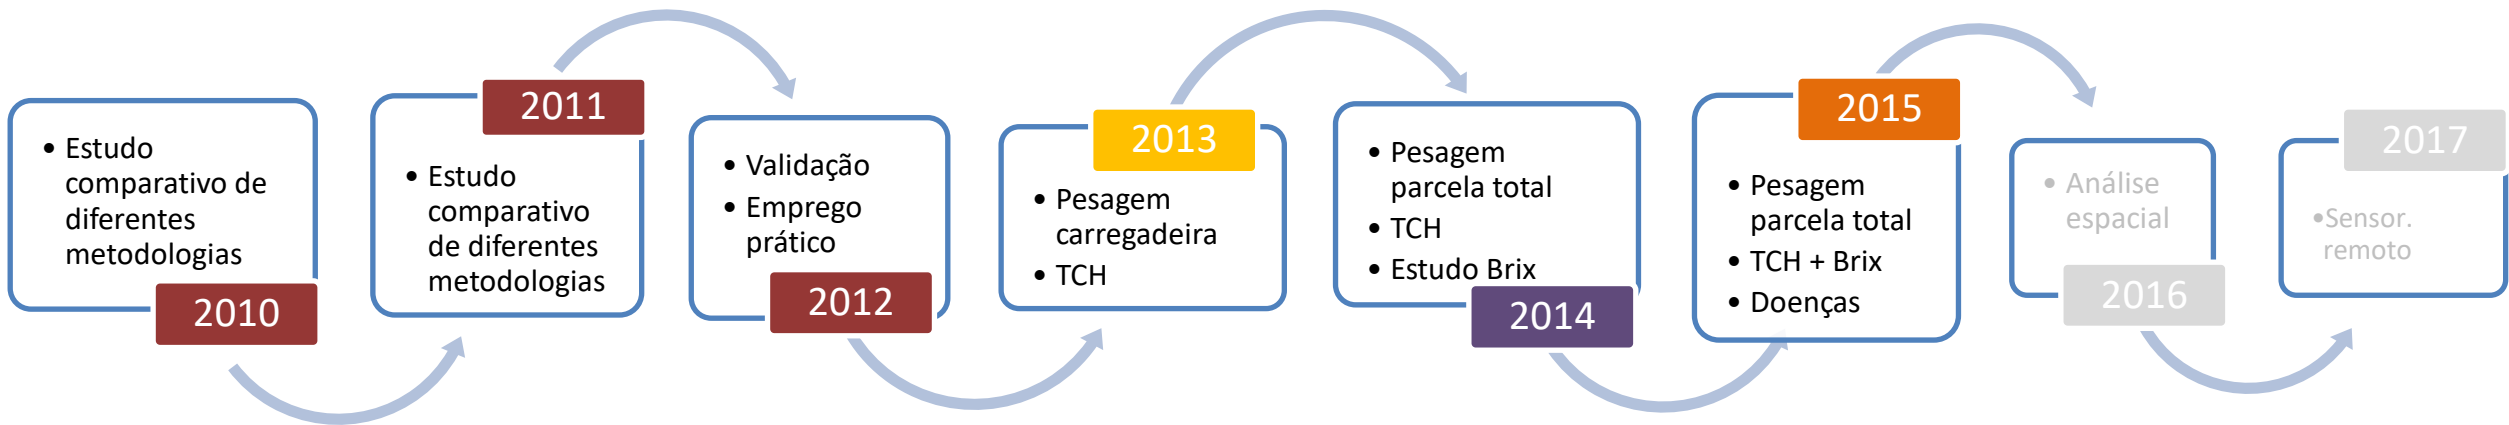 • Estudo
comparativo de
diferentes
metodologias
2010
2011
• Estudo
comparativo
de diferentes
metodologias
• Validação
• Emprego
prático
2012
2013
• Pesagem
carregadeira
• TCH
• Pesagem
parcela total
• TCH
• Estudo Brix
2014
2015
• Pesagem
parcela total
• TCH + Brix
• Doenças
• Análise
espacial
2016
2017
•Sensor.
remoto